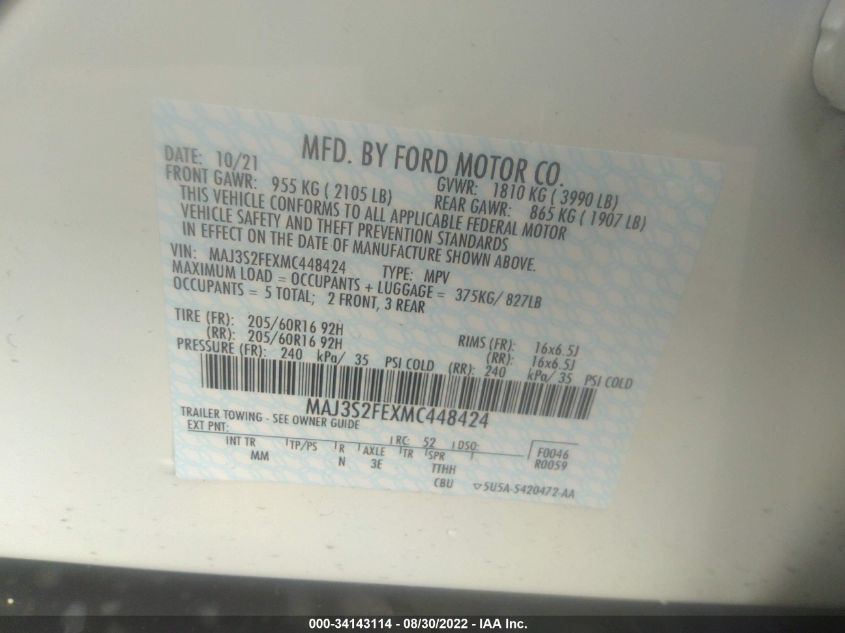 MFD. BY FORD MOTOR CO.
DATE: 10/21 GVWR: 1810 KG ( 3990 LB)
FRONT GAWR: 955 KG ( 2105 LB) REAR GAWR: 865 KG ( 1907 LB)
THIS VEHICLE CONFORMS TO ALL APPLICABLE FEDERAL MOTOR
VEHICLE SAFETY AND THEFT PREVENTION STANDARDS
IN EFFECT ON THE DATE OF MANUFACTURE SHOWN ABOVE.
VIN: MAJ3S2FEXMC448424 TYPE: MPV
MAXIMUM LOAD = OCCUPANTS + LUGGAGE = 375KG/ 827LB
OCCUPANTS = 5 TOTAL; 2 FRONT, 3 REAR
TIRE (FR): 205/60R16 92H RIMS (FR): 16x6.5J
(RR): 205/60R16 92H (RR): 16x6.5J
PRESSURE (FR): 240 kPa/ 35 PSI COLD (RR): 240 kPa/ 35 PSI COLD
MAJ3S2FEXMC448424
TRAILER TOWING - SEE OWNER GUIDE
EXT PNT: RC: 52 DSO: F0046
INT TR TP/PS R AXLE TR SPR R0059
MM N 3E TTHH
CBU 5U5A-5420472-AA
000-34143114 - 08/30/2022 - IAA Inc.